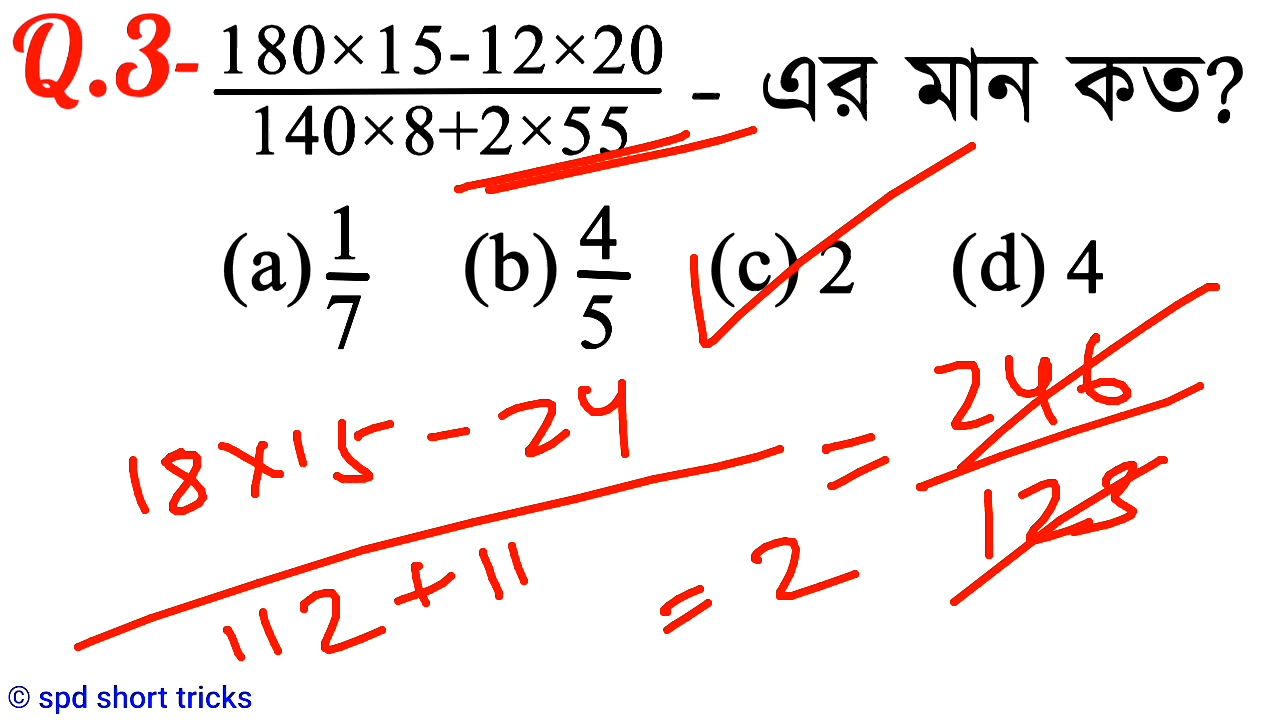 Q.3- 180×15-12×20 / 140×8+2×55 - এর মান কত?
(a) 1/7 (b) 4/5 (c) 2 (d) 4
18×15-24 / 112+11 = 246 / 123
= 2
© spd short tricks